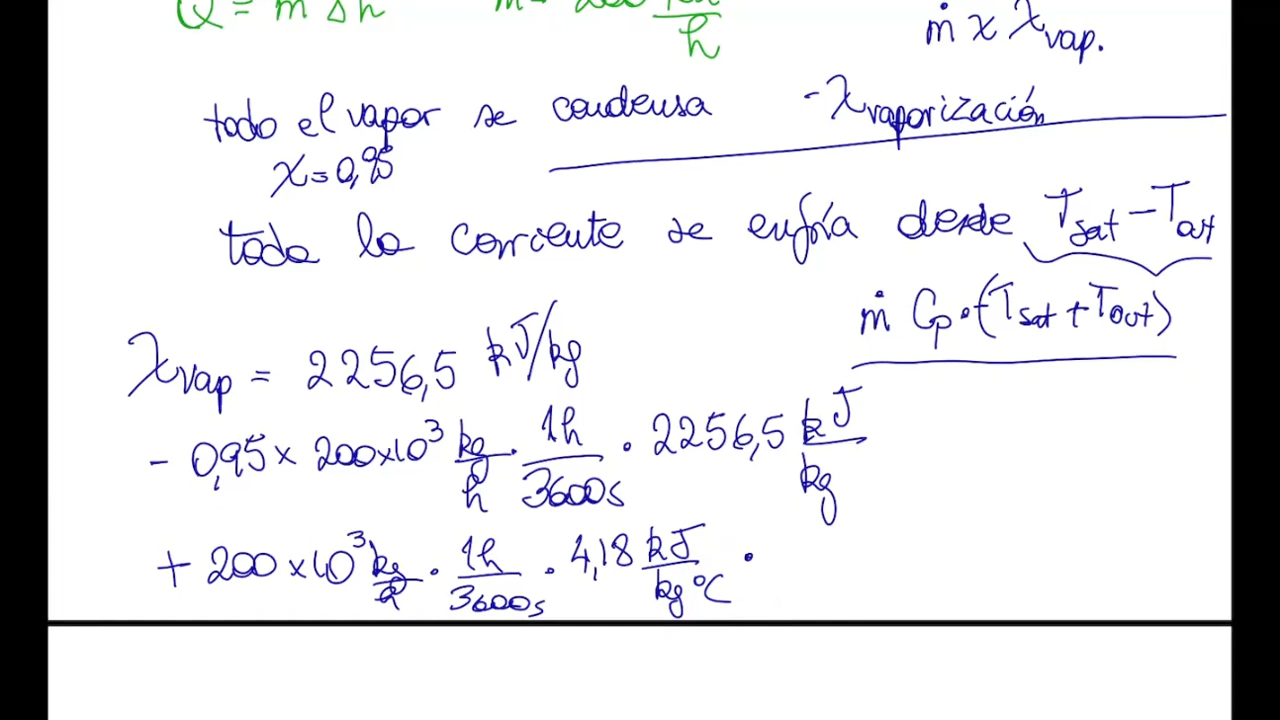 Q = m Δh
h
ṁ x λvap.
todo el vapor se condensa - λvaporización
x=0,95
toda la corriente se enfría desde Tsat - Tout
ṁ Cp·(Tsat + Tout)
λvap = 2256,5 kJ/kg
- 0,95 x 200x10³ kg/h · 1h/3600s · 2256,5 kJ/kg
+ 200 x 10³ kg/h · 1h/3600s · 4,18 kJ/kg °C ·